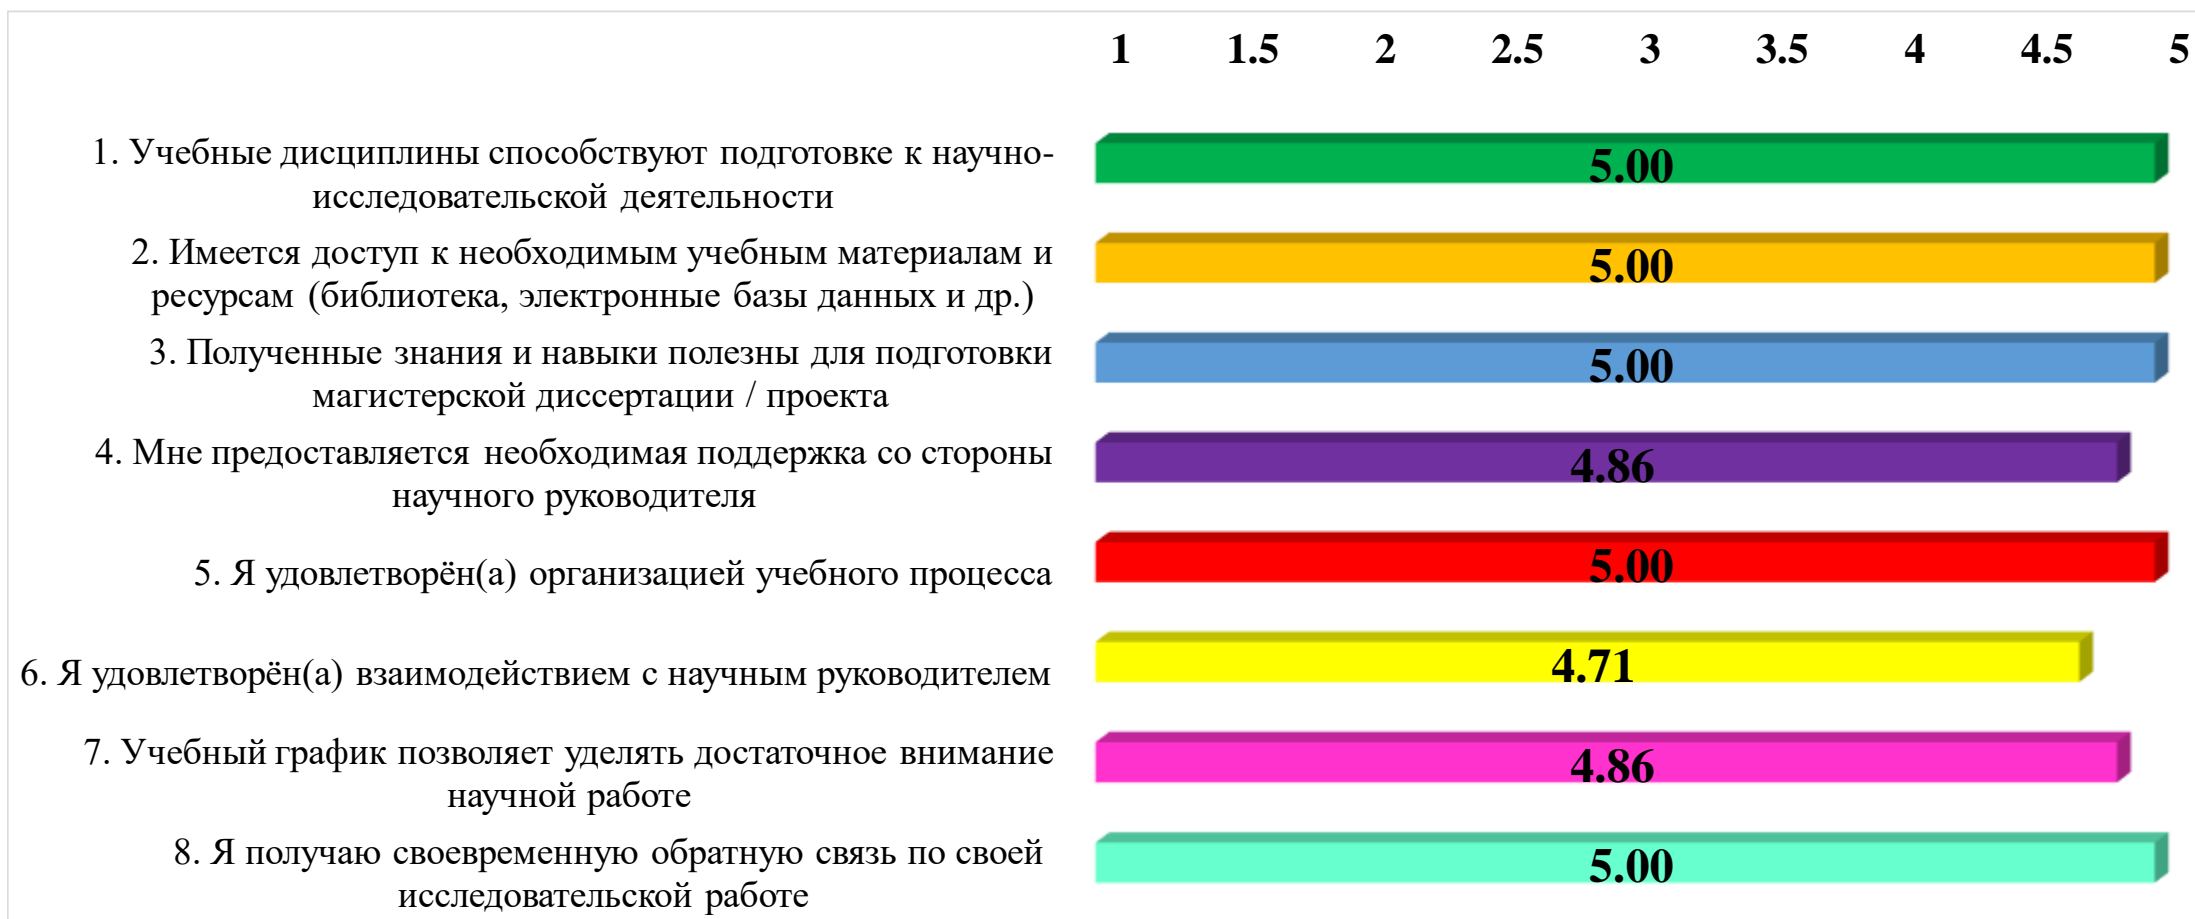 1 1.5 2 2.5 3 3.5 4 4.5 5
1. Учебные дисциплины способствуют подготовке к научно-
исследовательской деятельности
5.00
2. Имеется доступ к необходимым учебным материалам и
ресурсам (библиотека, электронные базы данных и др.)
5.00
3. Полученные знания и навыки полезны для подготовки
магистерской диссертации / проекта
5.00
4. Мне предоставляется необходимая поддержка со стороны
научного руководителя
4.86
5. Я удовлетворён(а) организацией учебного процесса
5.00
6. Я удовлетворён(а) взаимодействием с научным руководителем
4.71
7. Учебный график позволяет уделять достаточное внимание
научной работе
4.86
8. Я получаю своевременную обратную связь по своей
исследовательской работе
5.00